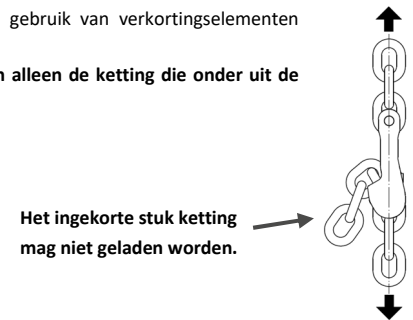 gebruik van verkortingselementen
alleen de ketting die onder uit de
Het ingekorte stuk ketting
mag niet geladen worden.